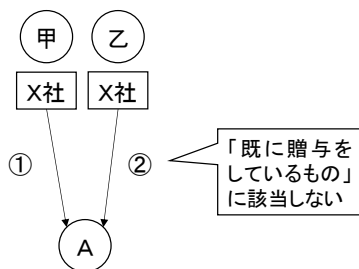 甲 乙
X社 X社
① ②
「既に贈与を
しているもの」
に該当しない
A